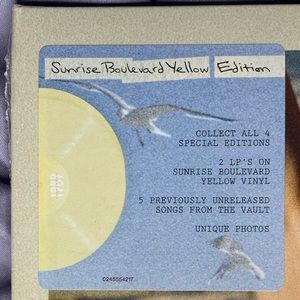 Sunrise Boulevard Yellow Edition
COLLECT ALL 4
SPECIAL EDITIONS
2 LP'S ON
SUNRISE BOULEVARD
YELLOW VINYL
5 PREVIOUSLY UNRELEASED
SONGS FROM THE VAULT
UNIQUE PHOTOS
0245554217